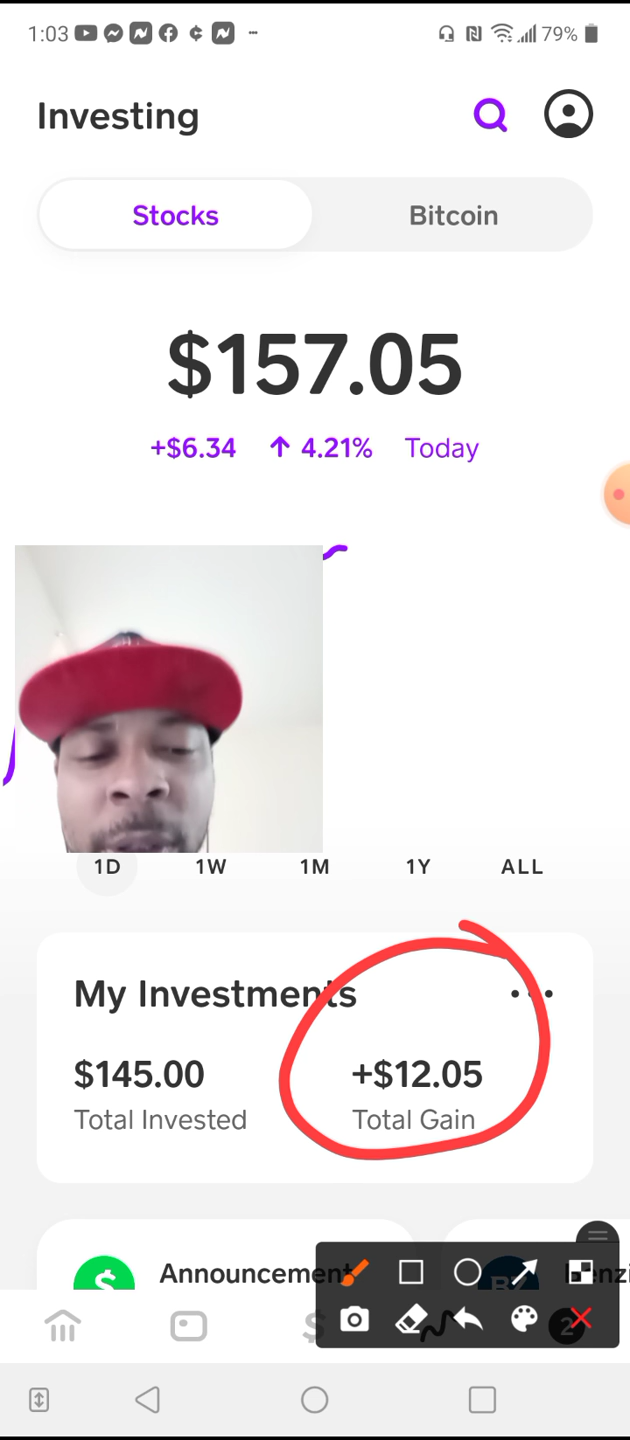 1:03 79%
Investing
Stocks Bitcoin
$157.05
+$6.34 ↑ 4.21% Today
1D 1W 1M 1Y ALL
My Investments
$145.00 +$12.05
Total Invested Total Gain
Announcement
$
2